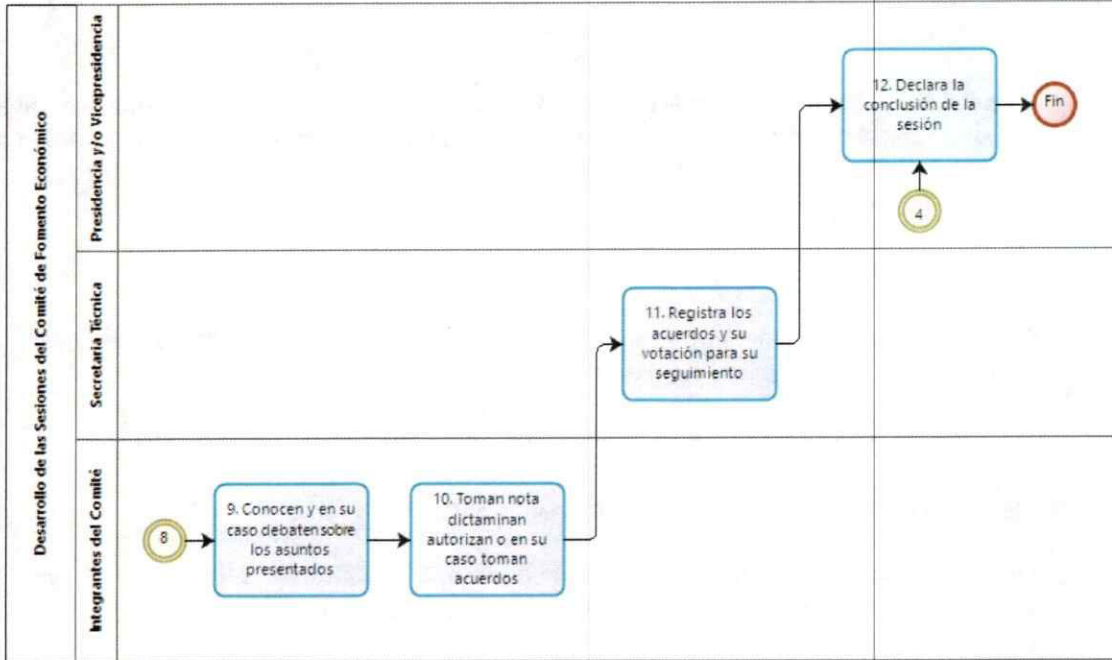 Desarrollo de las Sesiones del Comité de Fomento Económico
Presidencia y/o Vicepresidencia
12. Declara la
conclusión de la
sesión
Fin
4
Secretaria Técnica
11. Registra los
acuerdos y su
votación para su
seguimiento
Integrantes del Comité
8
9. Conocen y en su
caso debaten sobre
los asuntos
presentados
10. Toman nota
dictaminan
autorizan o en su
caso toman
acuerdos